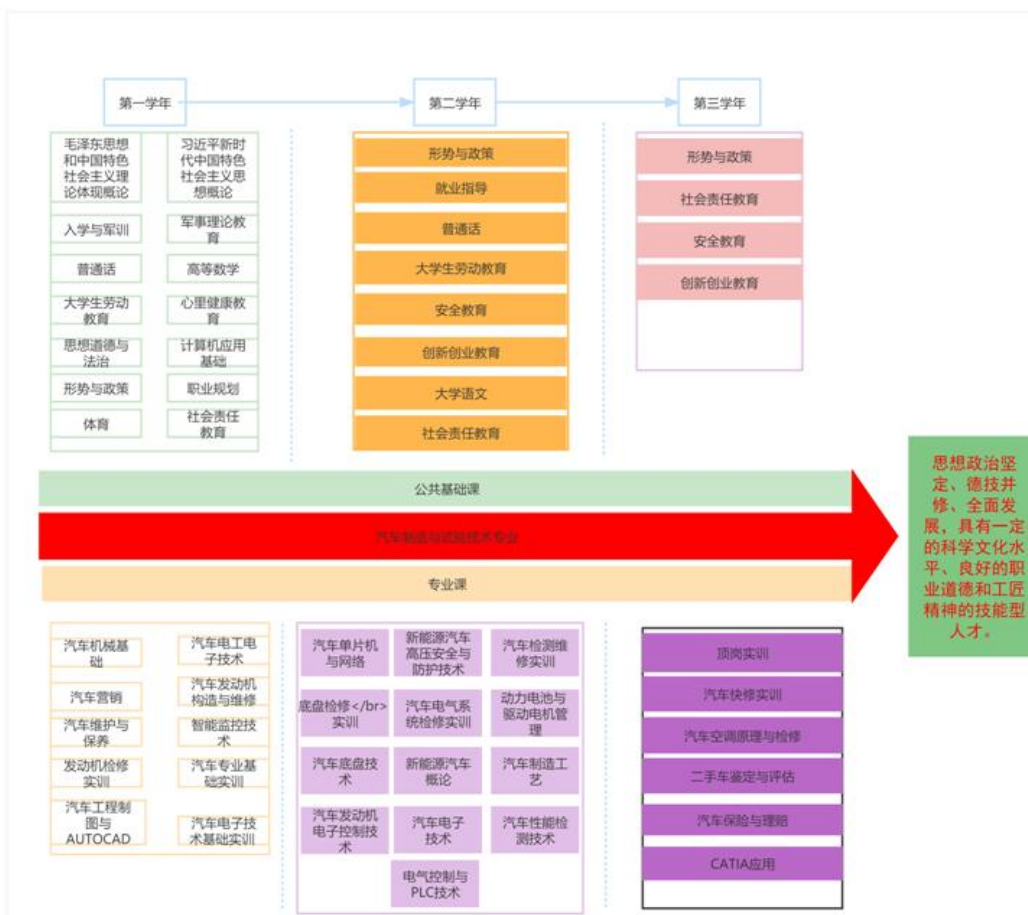 第一学年
第二学年
第三学年
毛泽东思想
和中国特色
社会主义理
论体现概论
习近平新时
代中国特色
社会主义思
想概论
入学与军训
军事理论教
育
普通话
高等数学
大学生劳动
教育
心里健康教
育
思想道德与
法治
计算机应用
基础
形势与政策
职业规划
体育
社会责任
教育
形势与政策
就业指导
普通话
大学生劳动教育
安全教育
创新创业教育
大学语文
社会责任教育
形势与政策
社会责任教育
安全教育
创新创业教育
公共基础课
汽车制造与试验技术专业
专业课
思想政治坚
定、德技并
修、全面发
展，具有一定
的科学文化水
平、良好的职
业道德和工匠
精神的技能型
人才。
汽车机械基
础
汽车电工电
子技术
汽车营销
汽车发动机
构造与维修
汽车维护与
保养
智能监控技
术
发动机检修
实训
汽车专业基
础实训
汽车工程制
图与
AUTOCAD
汽车电子技
术基础实训
汽车单片机
与网络
新能源汽车
高压安全与
防护技术
汽车检测维
修实训
底盘检修</br>
实训
汽车电气系
统检修实训
动力电池与
驱动电机管
理
汽车底盘技
术
新能源汽车
概论
汽车制造工
艺
汽车发动机
电子控制技
术
汽车电子
技术
汽车性能检
测技术
电气控制与
PLC技术
顶岗实训
汽车快修实训
汽车空调原理与检修
二手车鉴定与评估
汽车保险与理赔
CATIA应用